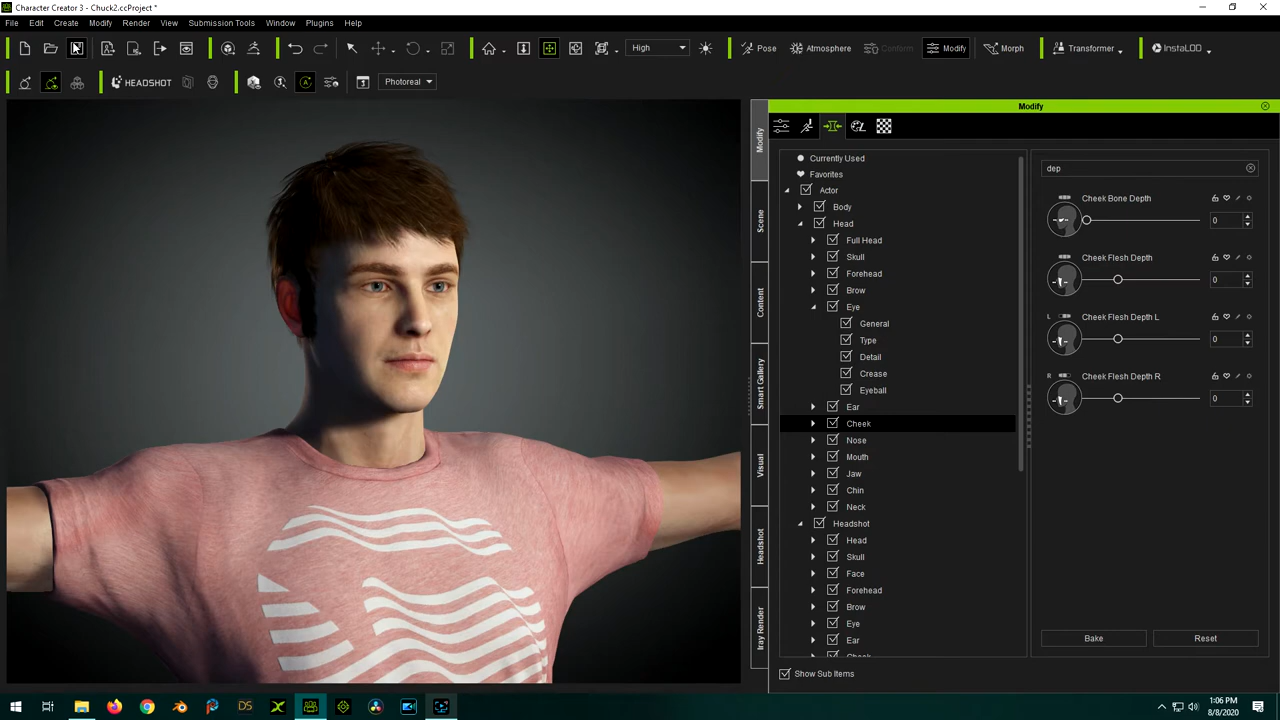 Character Creator 3 - Chuck2.ccProject *
File Edit Create Modify Render View Submission Tools Window Plugins Help
High Pose Atmosphere Conform Modify Morph Transformer InstaLOD
HEADSHOT Photoreal
Modify
Modify
Scene
Content
Smart Gallery
Visual
Headshot
Iray Render
Currently Used
Favorites
Actor
Body
Head
Full Head
Skull
Forehead
Brow
Eye
General
Type
Detail
Crease
Eyeball
Ear
Cheek
Nose
Mouth
Jaw
Chin
Neck
Headshot
Head
Skull
Face
Forehead
Brow
Eye
Ear
Cheek
Show Sub Items
dep
Cheek Bone Depth
0
Cheek Flesh Depth
0
L Cheek Flesh Depth L
0
R Cheek Flesh Depth R
0
Bake Reset
DS
1:06 PM
8/8/2020